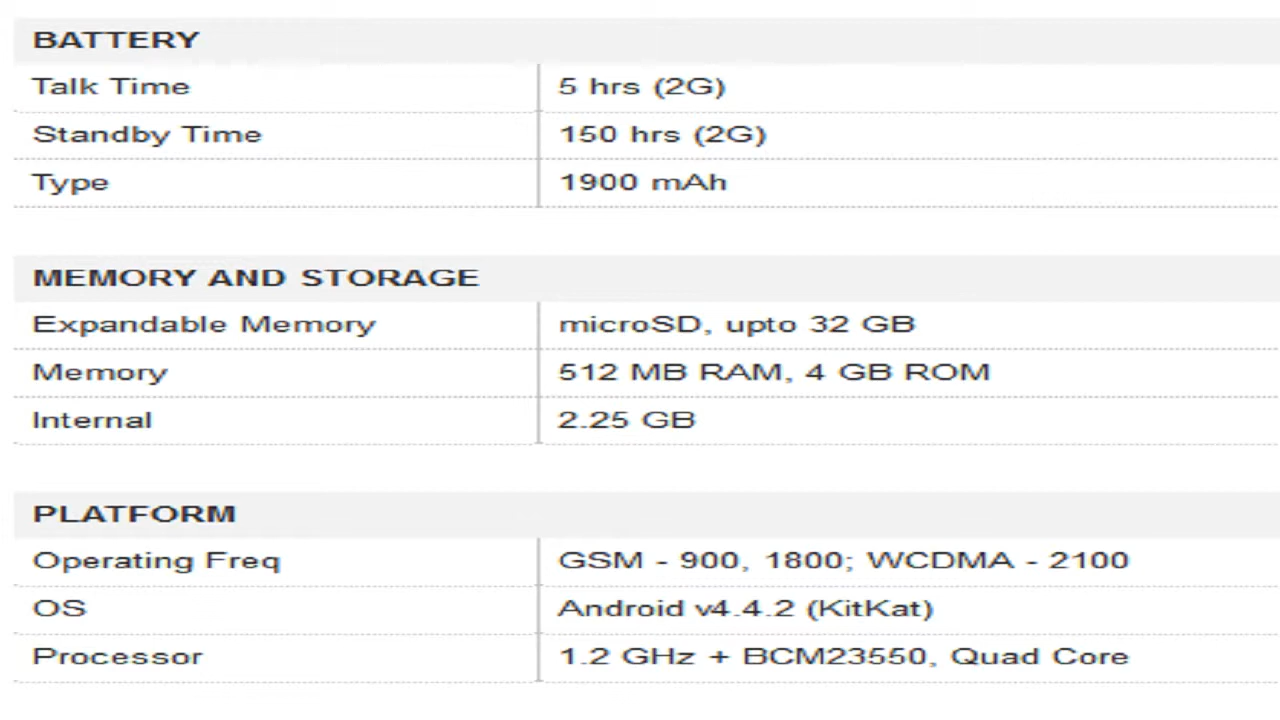 BATTERY
Talk Time 5 hrs (2G)
Standby Time 150 hrs (2G)
Type 1900 mAh
MEMORY AND STORAGE
Expandable Memory microSD, upto 32 GB
Memory 512 MB RAM, 4 GB ROM
Internal 2.25 GB
PLATFORM
Operating Freq GSM - 900, 1800; WCDMA - 2100
OS Android v4.4.2 (KitKat)
Processor 1.2 GHz + BCM23550, Quad Core